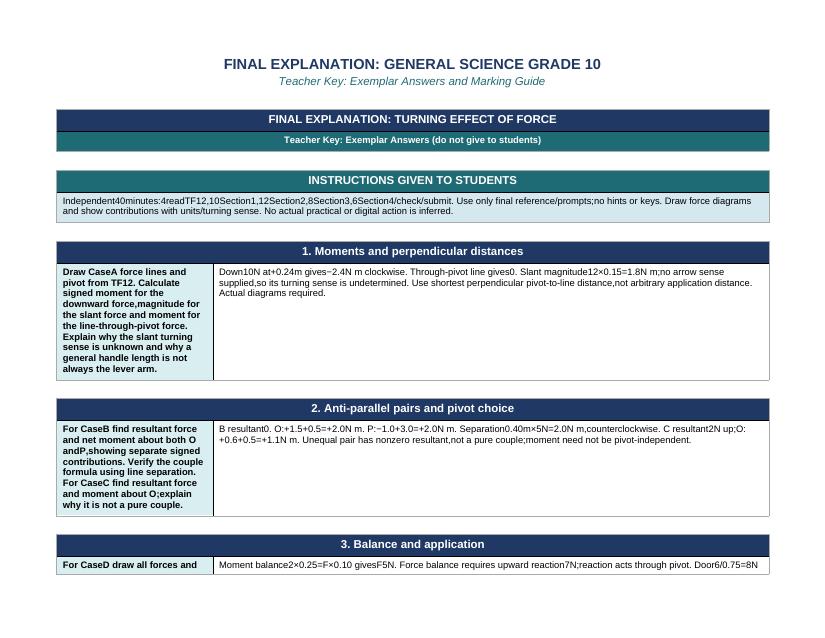 FINAL EXPLANATION: GENERAL SCIENCE GRADE 10
Teacher Key: Exemplar Answers and Marking Guide
FINAL EXPLANATION: TURNING EFFECT OF FORCE
Teacher Key: Exemplar Answers (do not give to students)
INSTRUCTIONS GIVEN TO STUDENTS
Independent40minutes:4readTF12,10Section1,12Section2,8Section3,6Section4/check/submit. Use only final reference/prompts;no hints or keys. Draw force diagrams
and show contributions with units/turning sense. No actual practical or digital action is inferred.
1. Moments and perpendicular distances
Draw CaseA force lines and
pivot from TF12. Calculate
signed moment for the
downward force,magnitude for
the slant force and moment for
the line-through-pivot force.
Explain why the slant turning
sense is unknown and why a
general handle length is not
always the lever arm.
Down10N at+0.24m gives−2.4N m clockwise. Through-pivot line gives0. Slant magnitude12×0.15=1.8N m;no arrow sense
supplied,so its turning sense is undetermined. Use shortest perpendicular pivot-to-line distance,not arbitrary application distance.
Actual diagrams required.
2. Anti-parallel pairs and pivot choice
For CaseB find resultant force
and net moment about both O
andP,showing separate signed
contributions. Verify the couple
formula using line separation.
For CaseC find resultant force
and moment about O;explain
why it is not a pure couple.
B resultant0. O:+1.5+0.5=+2.0N m. P:−1.0+3.0=+2.0N m. Separation0.40m×5N=2.0N m,counterclockwise. C resultant2N up;O:
+0.6+0.5=+1.1N m. Unequal pair has nonzero resultant,not a pure couple;moment need not be pivot-independent.
3. Balance and application
For CaseD draw all forces and
Moment balance2×0.25=F×0.10 givesF5N. Force balance requires upward reaction7N;reaction acts through pivot. Door6/0.75=8N